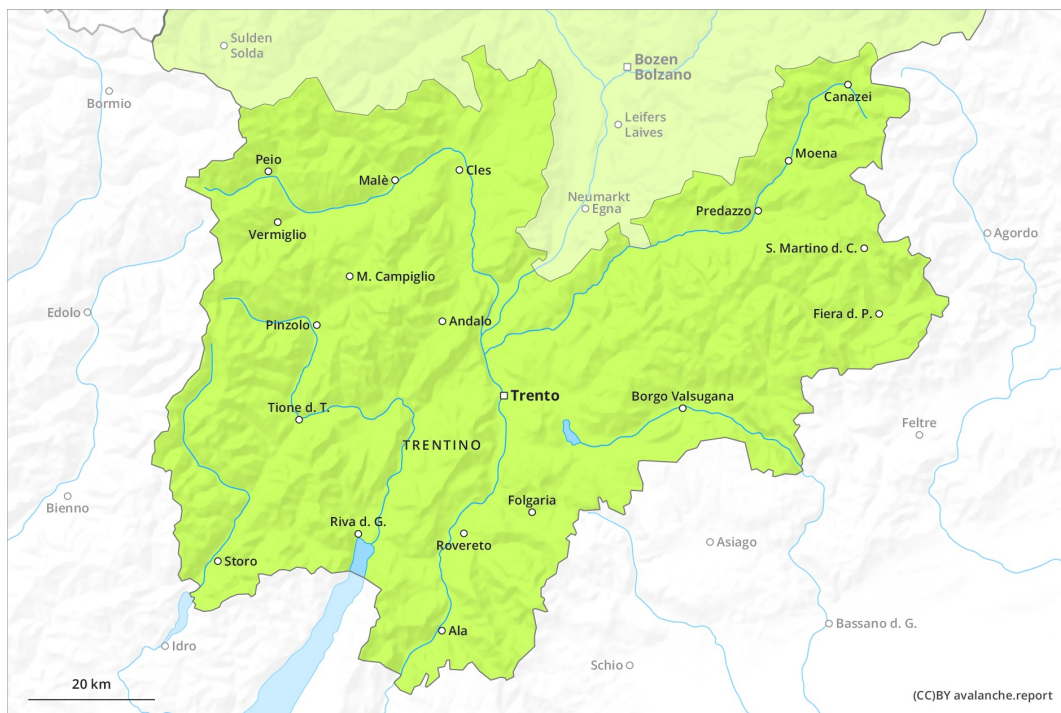 Sulden
Solda
Bozen
Bolzano
Bormio
Canazei
Leifers
Laives
Peio
Moena
Malè
Cles
Neumarkt
Egna
Predazzo
Vermiglio
Agordo
S. Martino d. C.
M. Campiglio
Edolo
Fiera d. P.
Pinzolo
Andalo
Trento
Borgo Valsugana
Tione d. T.
Feltre
TRENTINO
Bienno
Folgaria
Riva d. G.
Rovereto
Asiago
Storo
Bassano d. G.
Ala
Idro
Schio
20 km
(CC)BY avalanche.report